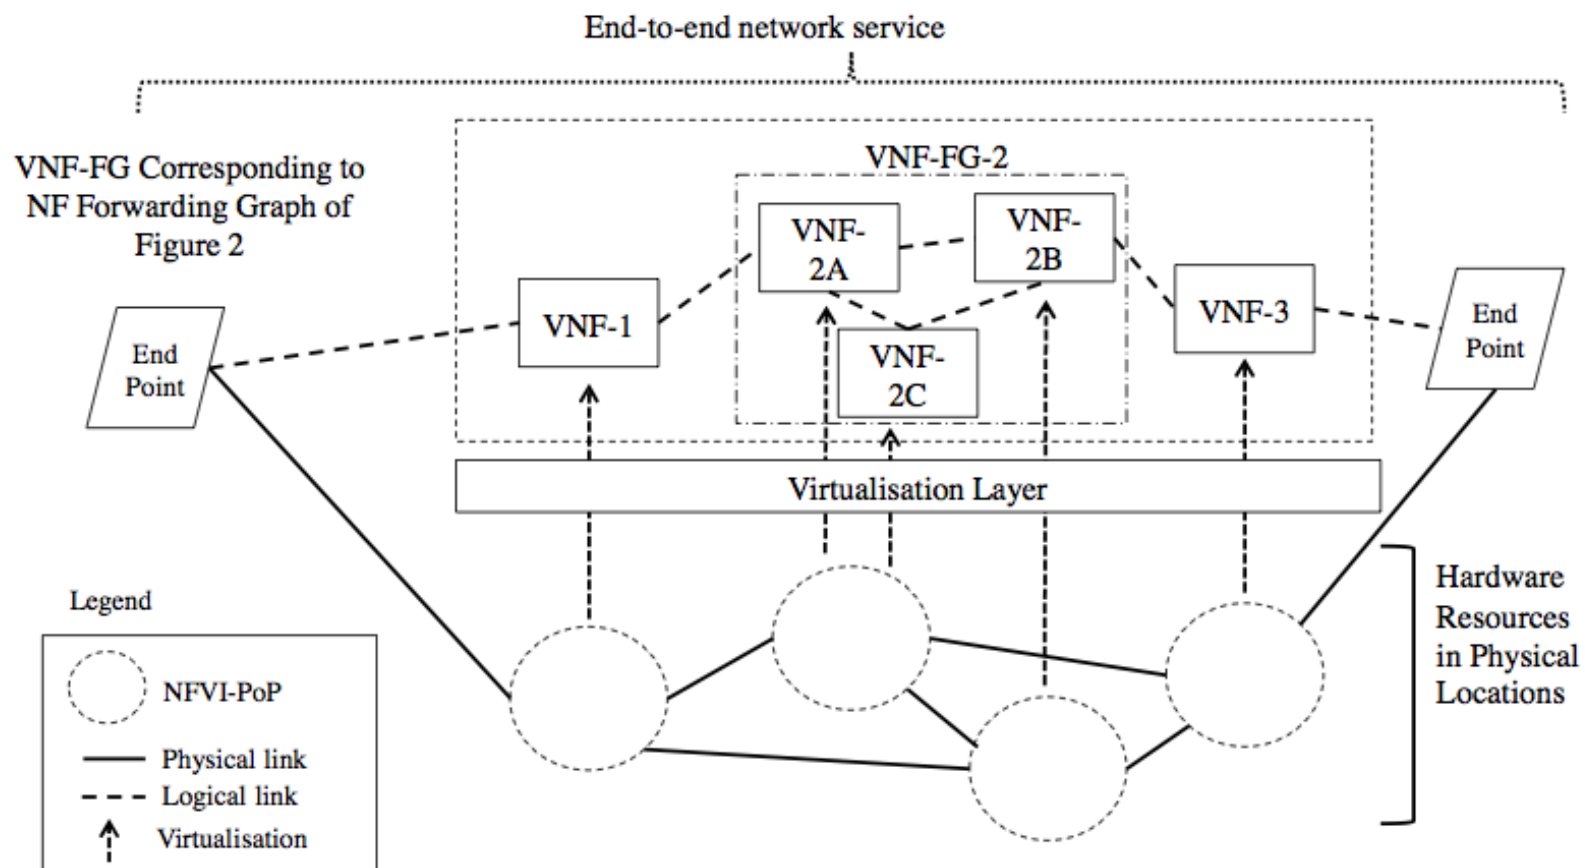 End-to-end network service
VNF-FG Corresponding to
NF Forwarding Graph of
Figure 2
VNF-FG-2
VNF-
2A
VNF-
2B
VNF-1
VNF-
2C
VNF-3
End
Point
End
Point
Virtualisation Layer
Hardware
Resources
in Physical
Locations
Legend
NFVI-PoP
Physical link
Logical link
Virtualisation